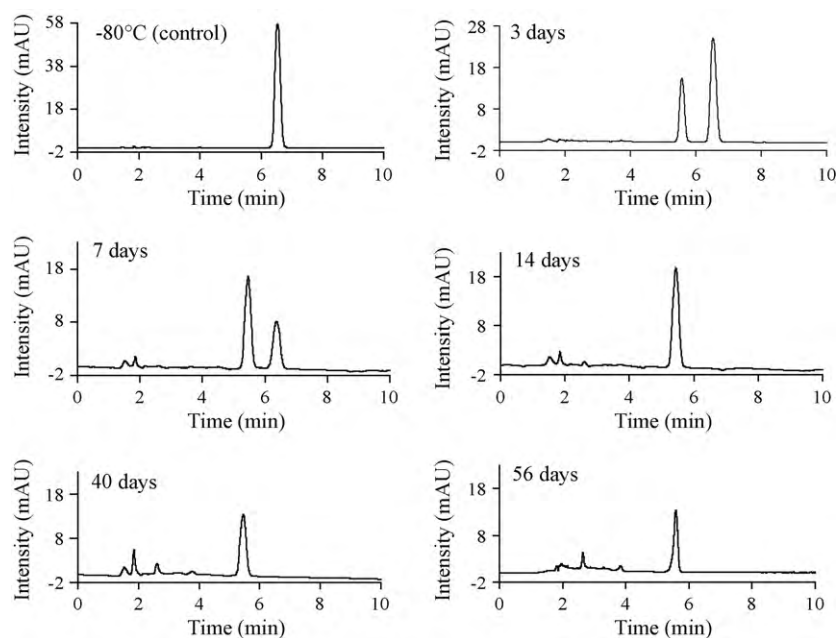 -80°C (control)
Intensity (mAU)
58
38
18
-2
0 2 4 6 8 10
Time (min)
3 days
Intensity (mAU)
28
18
8
-2
0 2 4 6 8 10
Time (min)
7 days
Intensity (mAU)
18
8
-2
0 2 4 6 8 10
Time (min)
14 days
Intensity (mAU)
18
8
-2
0 2 4 6 8 10
Time (min)
40 days
Intensity (mAU)
18
8
-2
0 2 4 6 8 10
Time (min)
56 days
Intensity (mAU)
18
8
-2
0 2 4 6 8 10
Time (min)